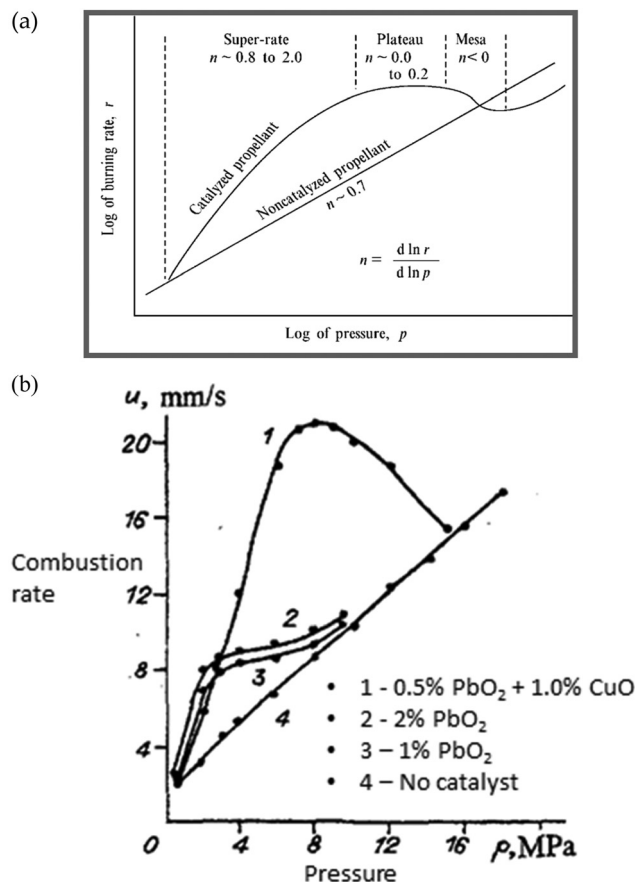 (a)
Super-rate
n ~ 0.8 to 2.0
Plateau
n ~ 0.0
to 0.2
Mesa
n< 0
Log of burning rate, r
Catalyzed propellant
Noncatalyzed propellant
n ~ 0.7
n = d ln r
d ln p
Log of pressure, p
(b)
u, mm/s
20
16
12
8
4
0
Combustion
rate
1
2
3
4
• 1 - 0.5% PbO₂ + 1.0% CuO
• 2 - 2% PbO₂
• 3 – 1% PbO₂
• 4 – No catalyst
4
8
12
16
p, MPa
Pressure